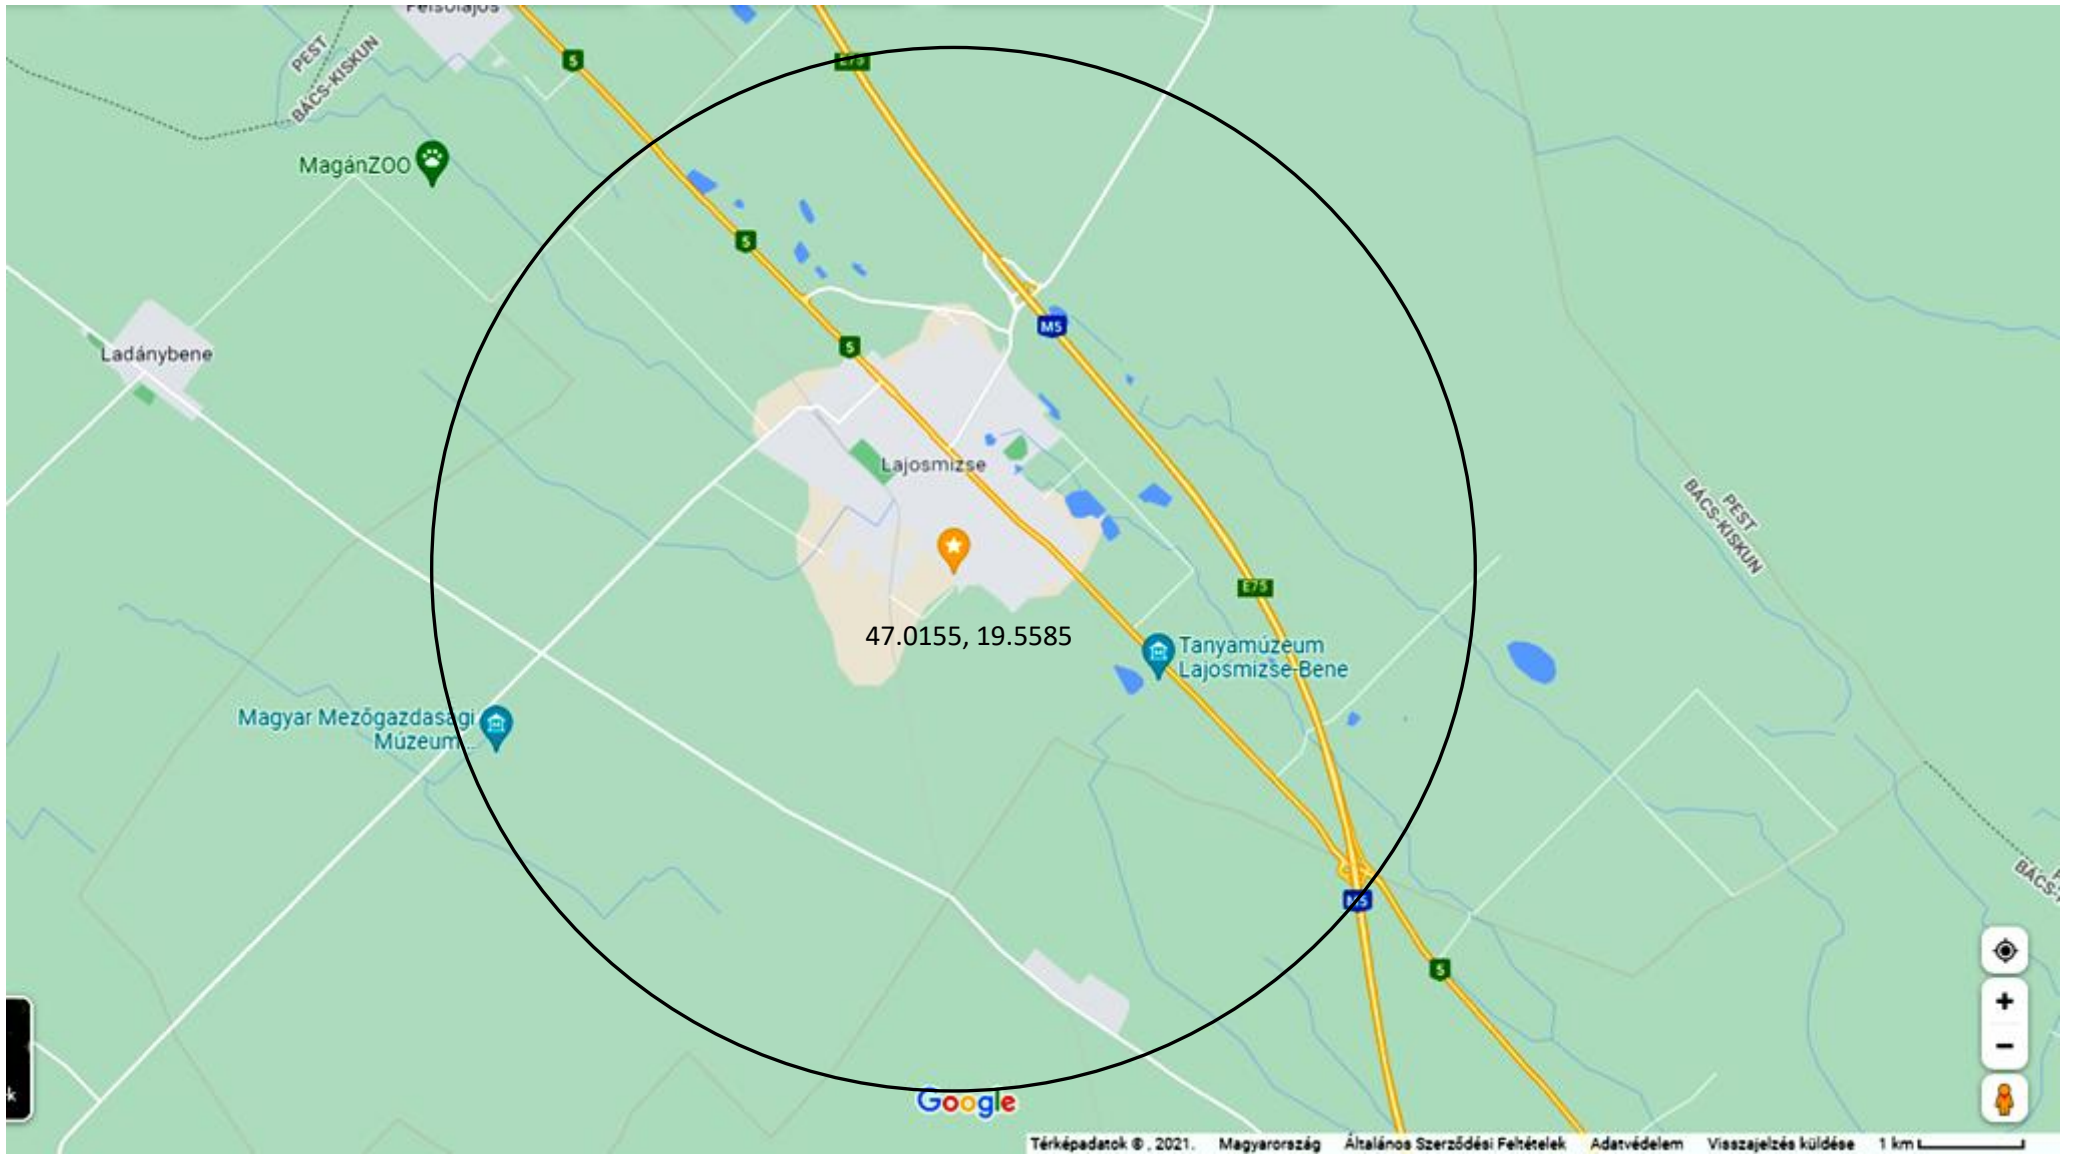 Felsőlajos
5
E75
PEST
BÁCS-KISKUN
MagánZOO
5
M5
5
Ladánybene
Lajosmizse
PEST
BÁCS-KISKUN
E75
47.0155, 19.5585
Tanyamúzeum
Lajosmizse-Bene
Magyar Mezőgazdasági
Múzeum...
BÁCS-
M5
5
k
Google
Térképadatok ©, 2021. Magyarország Általános Szerződési Feltételek Adatvédelem Visszajelzés küldése 1 km